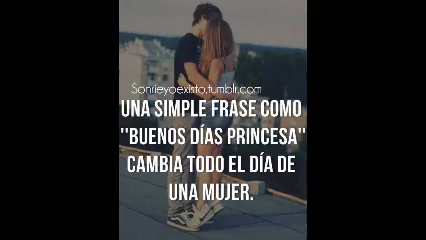 Sonrieyoexisto.tumblr.com
UNA SIMPLE FRASE COMO
"BUENOS DÍAS PRINCESA"
CAMBIA TODO EL DÍA DE
UNA MUJER.